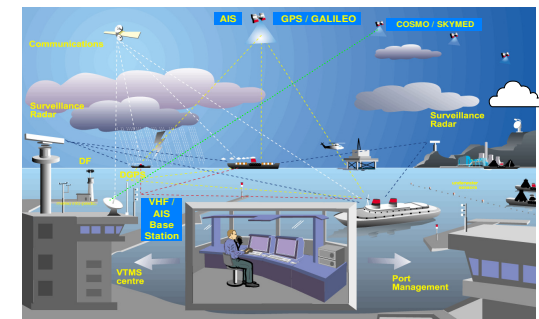 AIS
GPS / GALILEO
COSMO / SKYMED
Communications
Surveillance
Radar
Surveillance
Radar
DF
DGPS
VHF /
AIS
Base
Station
VTMS
centre
Port
Management